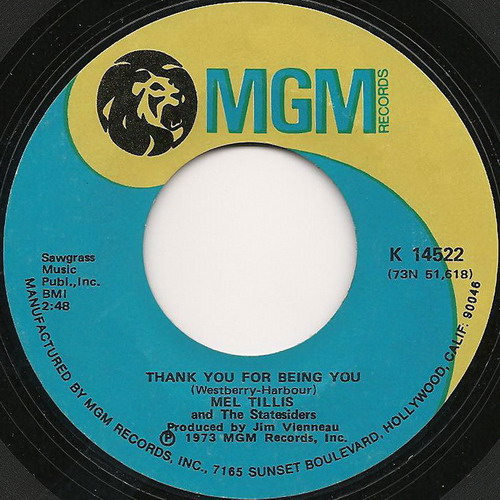 MGM
RECORDS
Sawgrass
Music
Publ.,Inc.
BMI
2:48
K 14522
(73N 51,618)
THANK YOU FOR BEING YOU
(Westberry-Harbour)
MEL TILLIS
and The Statesiders
Produced by Jim Vienneau
Ⓟ 1973 MGM Records, Inc.
MANUFACTURED BY MGM RECORDS, INC., 7165 SUNSET BOULEVARD, HOLLYWOOD, CALIF. 90046